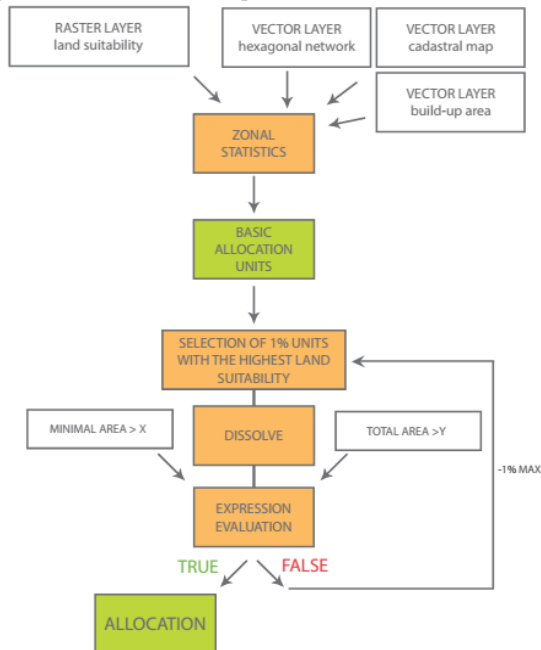 RASTER LAYER
land suitability
VECTOR LAYER
hexagonal network
VECTOR LAYER
cadastral map
VECTOR LAYER
build-up area
ZONAL
STATISTICS
BASIC
ALLOCATION
UNITS
SELECTION OF 1% UNITS
WITH THE HIGHEST LAND
SUITABILITY
MINIMAL AREA > X
DISSOLVE
TOTAL AREA >Y
-1% MAX
EXPRESSION
EVALUATION
TRUE
FALSE
ALLOCATION